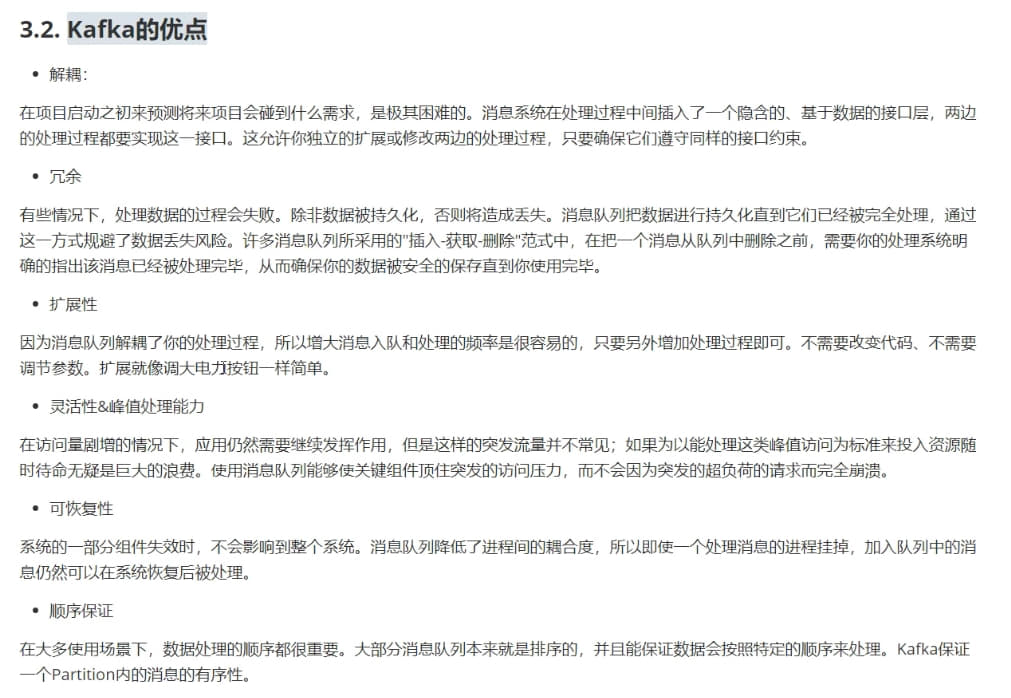 3.2. Kafka的优点
• 解耦：
在项目启动之初来预测将来项目会碰到什么需求，是极其困难的。消息系统在处理过程中间插入了一个隐含的、基于数据的接口层，两边
的处理过程都要实现这一接口。这允许你独立的扩展或修改两边的处理过程，只要确保它们遵守同样的接口约束。
• 冗余
有些情况下，处理数据的过程会失败。除非数据被持久化，否则将造成丢失。消息队列把数据进行持久化直到它们已经被完全处理，通过
这一方式规避了数据丢失风险。许多消息队列所采用的"插入-获取-删除"范式中，在把一个消息从队列中删除之前，需要你的处理系统明
确的指出该消息已经被处理完毕，从而确保你的数据被安全的保存直到你使用完毕。
• 扩展性
因为消息队列解耦了你的处理过程，所以增大消息入队和处理的频率是很容易的，只要另外增加处理过程即可。不需要改变代码、不需要
调节参数。扩展就像调大电力按钮一样简单。
• 灵活性&峰值处理能力
在访问量剧增的情况下，应用仍然需要继续发挥作用，但是这样的突发流量并不常见；如果为以能处理这类峰值访问为标准来投入资源随
时待命无疑是巨大的浪费。使用消息队列能够使关键组件顶住突发的访问压力，而不会因为突发的超负荷的请求而完全崩溃。
• 可恢复性
系统的一部分组件失效时，不会影响到整个系统。消息队列降低了进程间的耦合度，所以即使一个处理消息的进程挂掉，加入队列中的消
息仍然可以在系统恢复后被处理。
• 顺序保证
在大多使用场景下，数据处理的顺序都很重要。大部分消息队列本来就是排序的，并且能保证数据会按照特定的顺序来处理。Kafka保证
一个Partition内的消息的有序性。